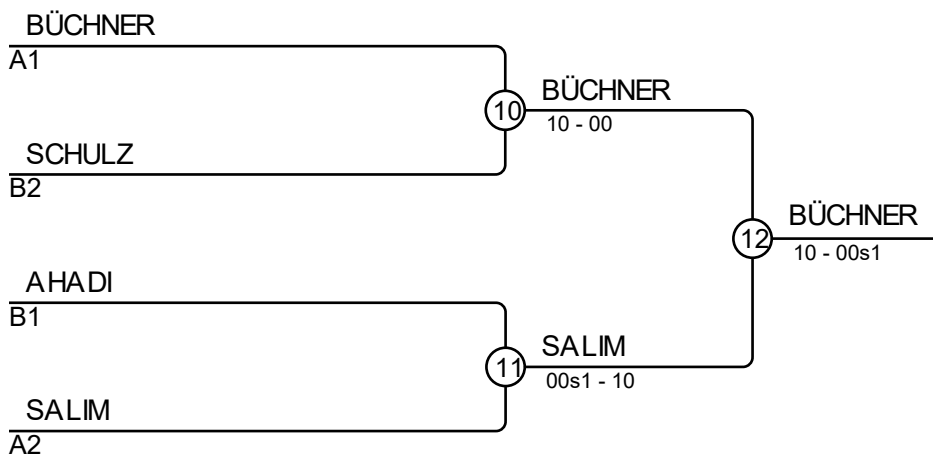 BÜCHNER
A1
10
BÜCHNER
10 - 00
SCHULZ
B2
12
BÜCHNER
10 - 00s1
AHADI
B1
11
SALIM
00s1 - 10
SALIM
A2